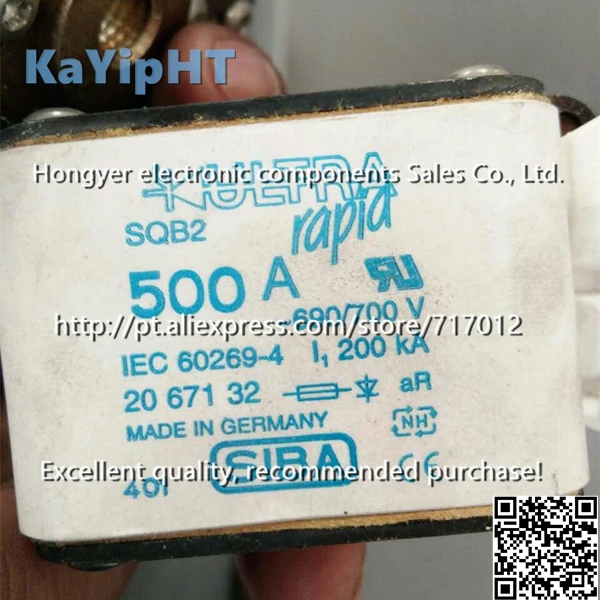 KaYipHT
ULTRA
Hongyer electronic components Sales Co., Ltd.
rapid
SQB2
500 A
~690/700 V
http://pt.aliexpress.com/store/717012
IEC 60269-4 I₁ 200 kA
20 671 32 aR
MADE IN GERMANY NH
Excellent quality, recommended purchase!
SIBA
401 CE